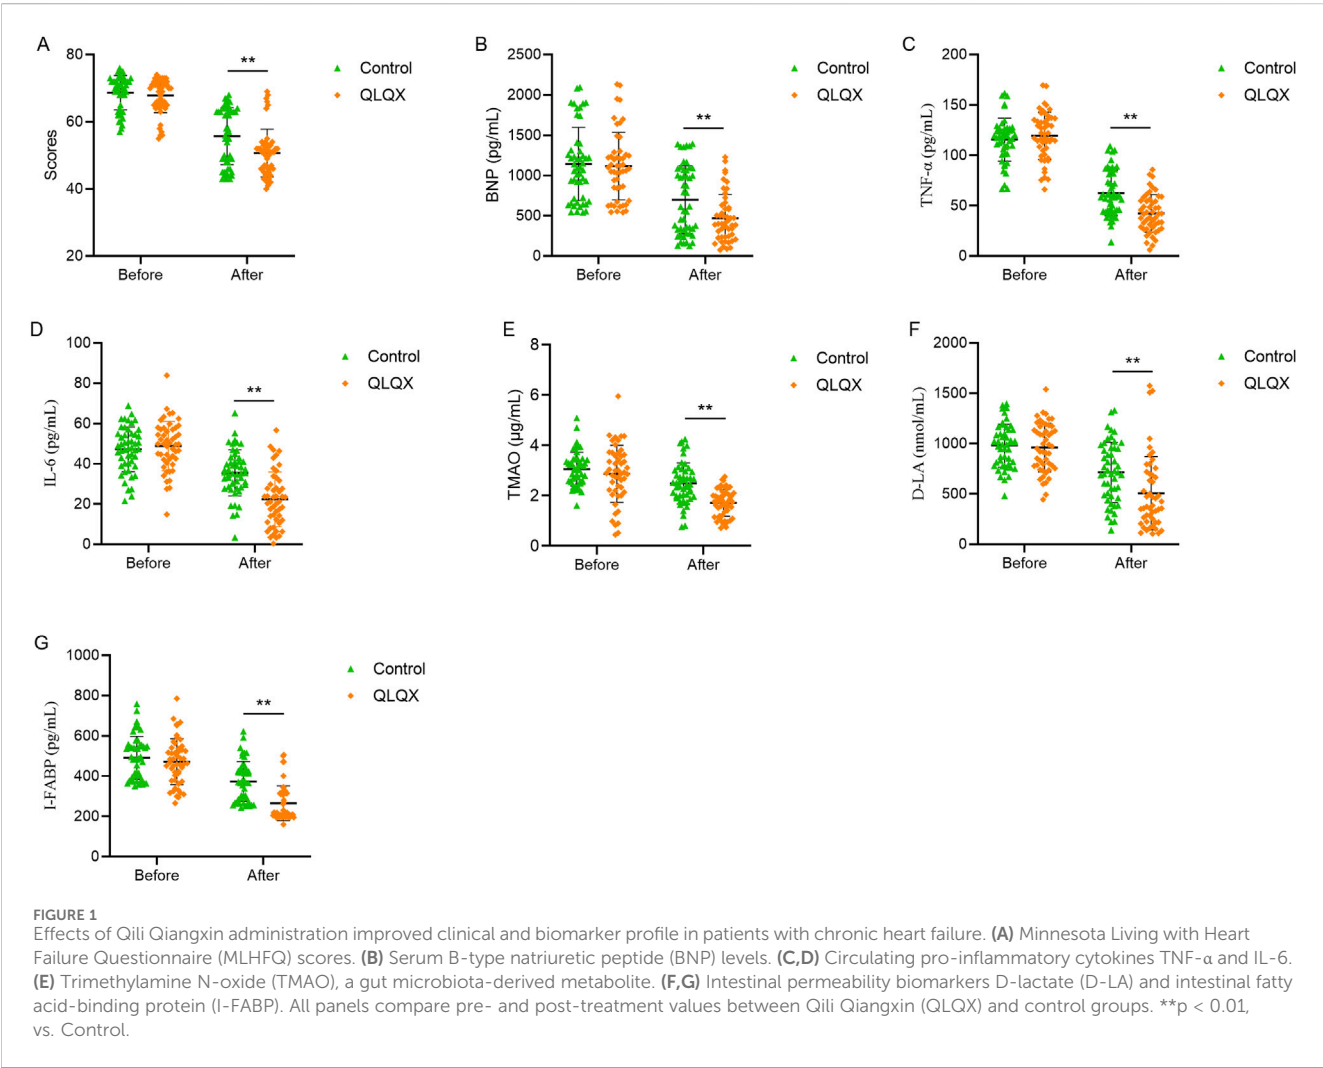 A
80
60
40
20
Scores
**
Before
After
Control
QLQX
B
2500
2000
1500
1000
500
0
BNP (pg/mL)
**
Before
After
Control
QLQX
C
200
150
100
50
0
TNF-α (pg/mL)
**
Before
After
Control
QLQX
D
100
80
60
40
20
0
IL-6 (pg/mL)
**
Before
After
Control
QLQX
E
8
6
4
2
0
TMAO (μg/mL)
**
Before
After
Control
QLQX
F
2000
1500
1000
500
0
D-LA (nmol/mL)
**
Before
After
Control
QLQX
G
1000
800
600
400
200
0
I-FABP (pg/mL)
**
Before
After
Control
QLQX
FIGURE 1
Effects of Qili Qiangxin administration improved clinical and biomarker profile in patients with chronic heart failure. (A) Minnesota Living with Heart
Failure Questionnaire (MLHFQ) scores. (B) Serum B-type natriuretic peptide (BNP) levels. (C,D) Circulating pro-inflammatory cytokines TNF-α and IL-6.
(E) Trimethylamine N-oxide (TMAO), a gut microbiota-derived metabolite. (F,G) Intestinal permeability biomarkers D-lactate (D-LA) and intestinal fatty
acid-binding protein (I-FABP). All panels compare pre- and post-treatment values between Qili Qiangxin (QLQX) and control groups. **p < 0.01,
vs. Control.